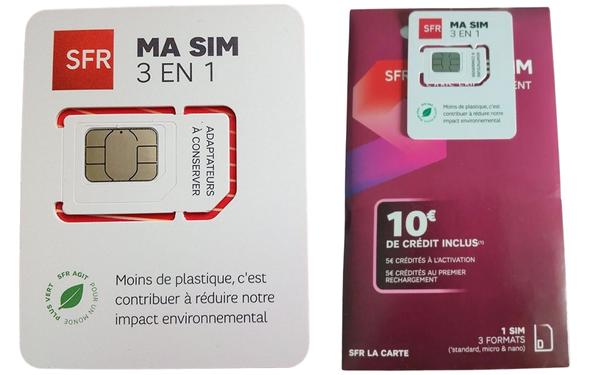 SFR
MA SIM
3 EN 1
ADAPTATEURS
À CONSERVER
SFR AGIT
POUR UN MONDE
PLUS VERT
Moins de plastique, c'est
contribuer à réduire notre
impact environnemental
SFR
MA SIM
3 EN 1
Moins de plastique, c'est
contribuer à réduire notre
impact environnemental
SFR
SIM
10€
DE CRÉDIT INCLUS(1)
5€ CRÉDITÉS À L'ACTIVATION
5€ CRÉDITÉS AU PREMIER
RECHARGEMENT
1 SIM
3 FORMATS
(standard, micro & nano)
D
SFR LA CARTE